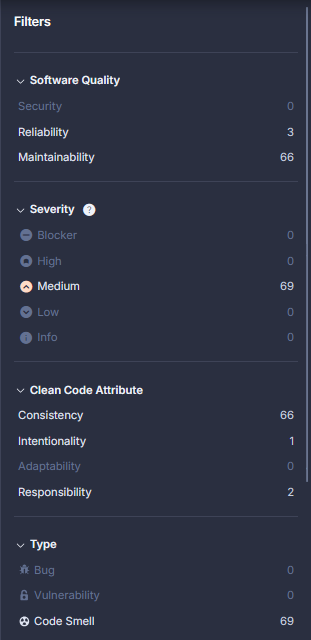 Filters
Software Quality
Security 0
Reliability 3
Maintainability 66
Severity ?
Blocker 0
High 0
Medium 69
Low 0
Info 0
Clean Code Attribute
Consistency 66
Intentionality 1
Adaptability 0
Responsibility 2
Type
Bug 0
Vulnerability 0
Code Smell 69